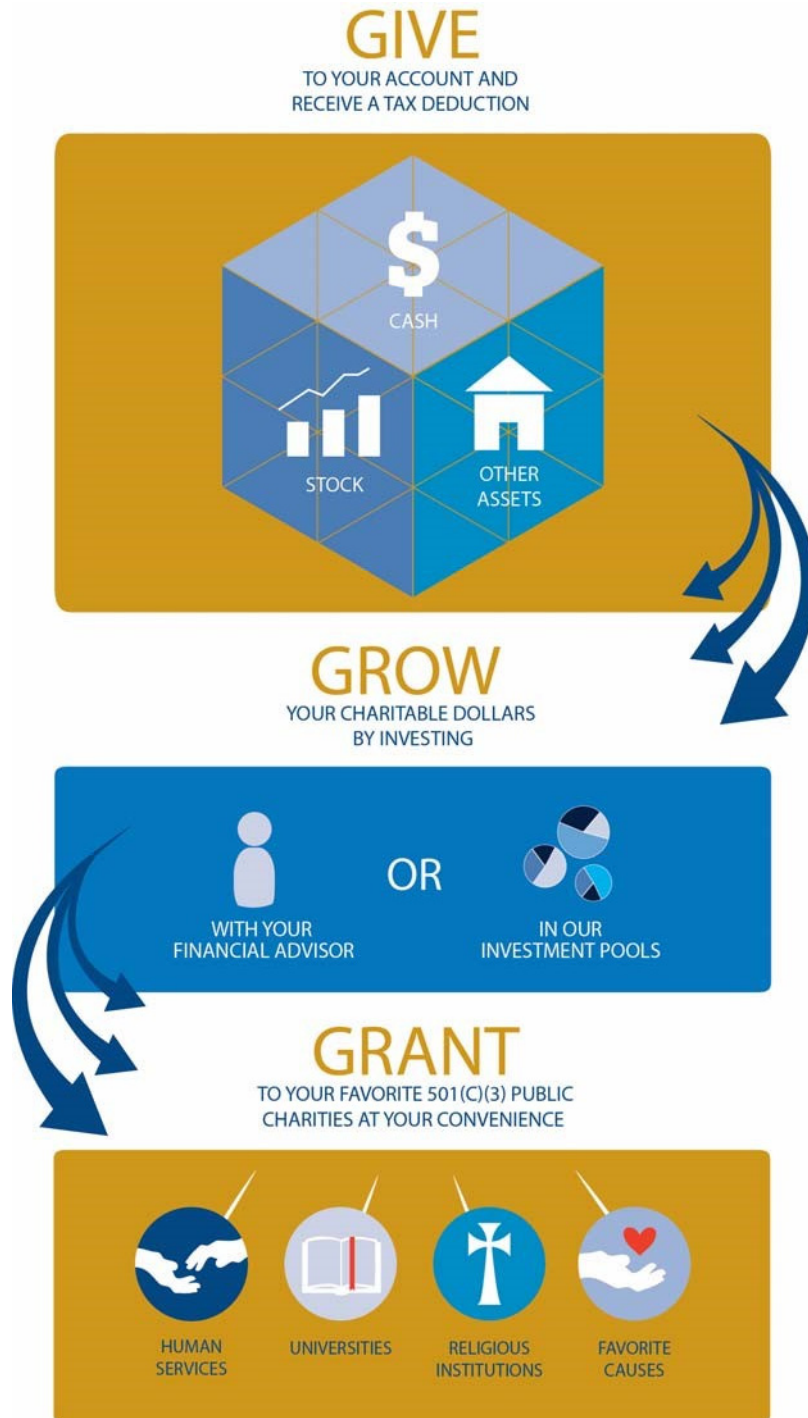 GIVE
TO YOUR ACCOUNT AND
RECEIVE A TAX DEDUCTION
$
CASH
STOCK
OTHER
ASSETS
GROW
YOUR CHARITABLE DOLLARS
BY INVESTING
WITH YOUR
FINANCIAL ADVISOR
OR
IN OUR
INVESTMENT POOLS
GRANT
TO YOUR FAVORITE 501(C)(3) PUBLIC
CHARITIES AT YOUR CONVENIENCE
HUMAN
SERVICES
UNIVERSITIES
RELIGIOUS
INSTITUTIONS
FAVORITE
CAUSES